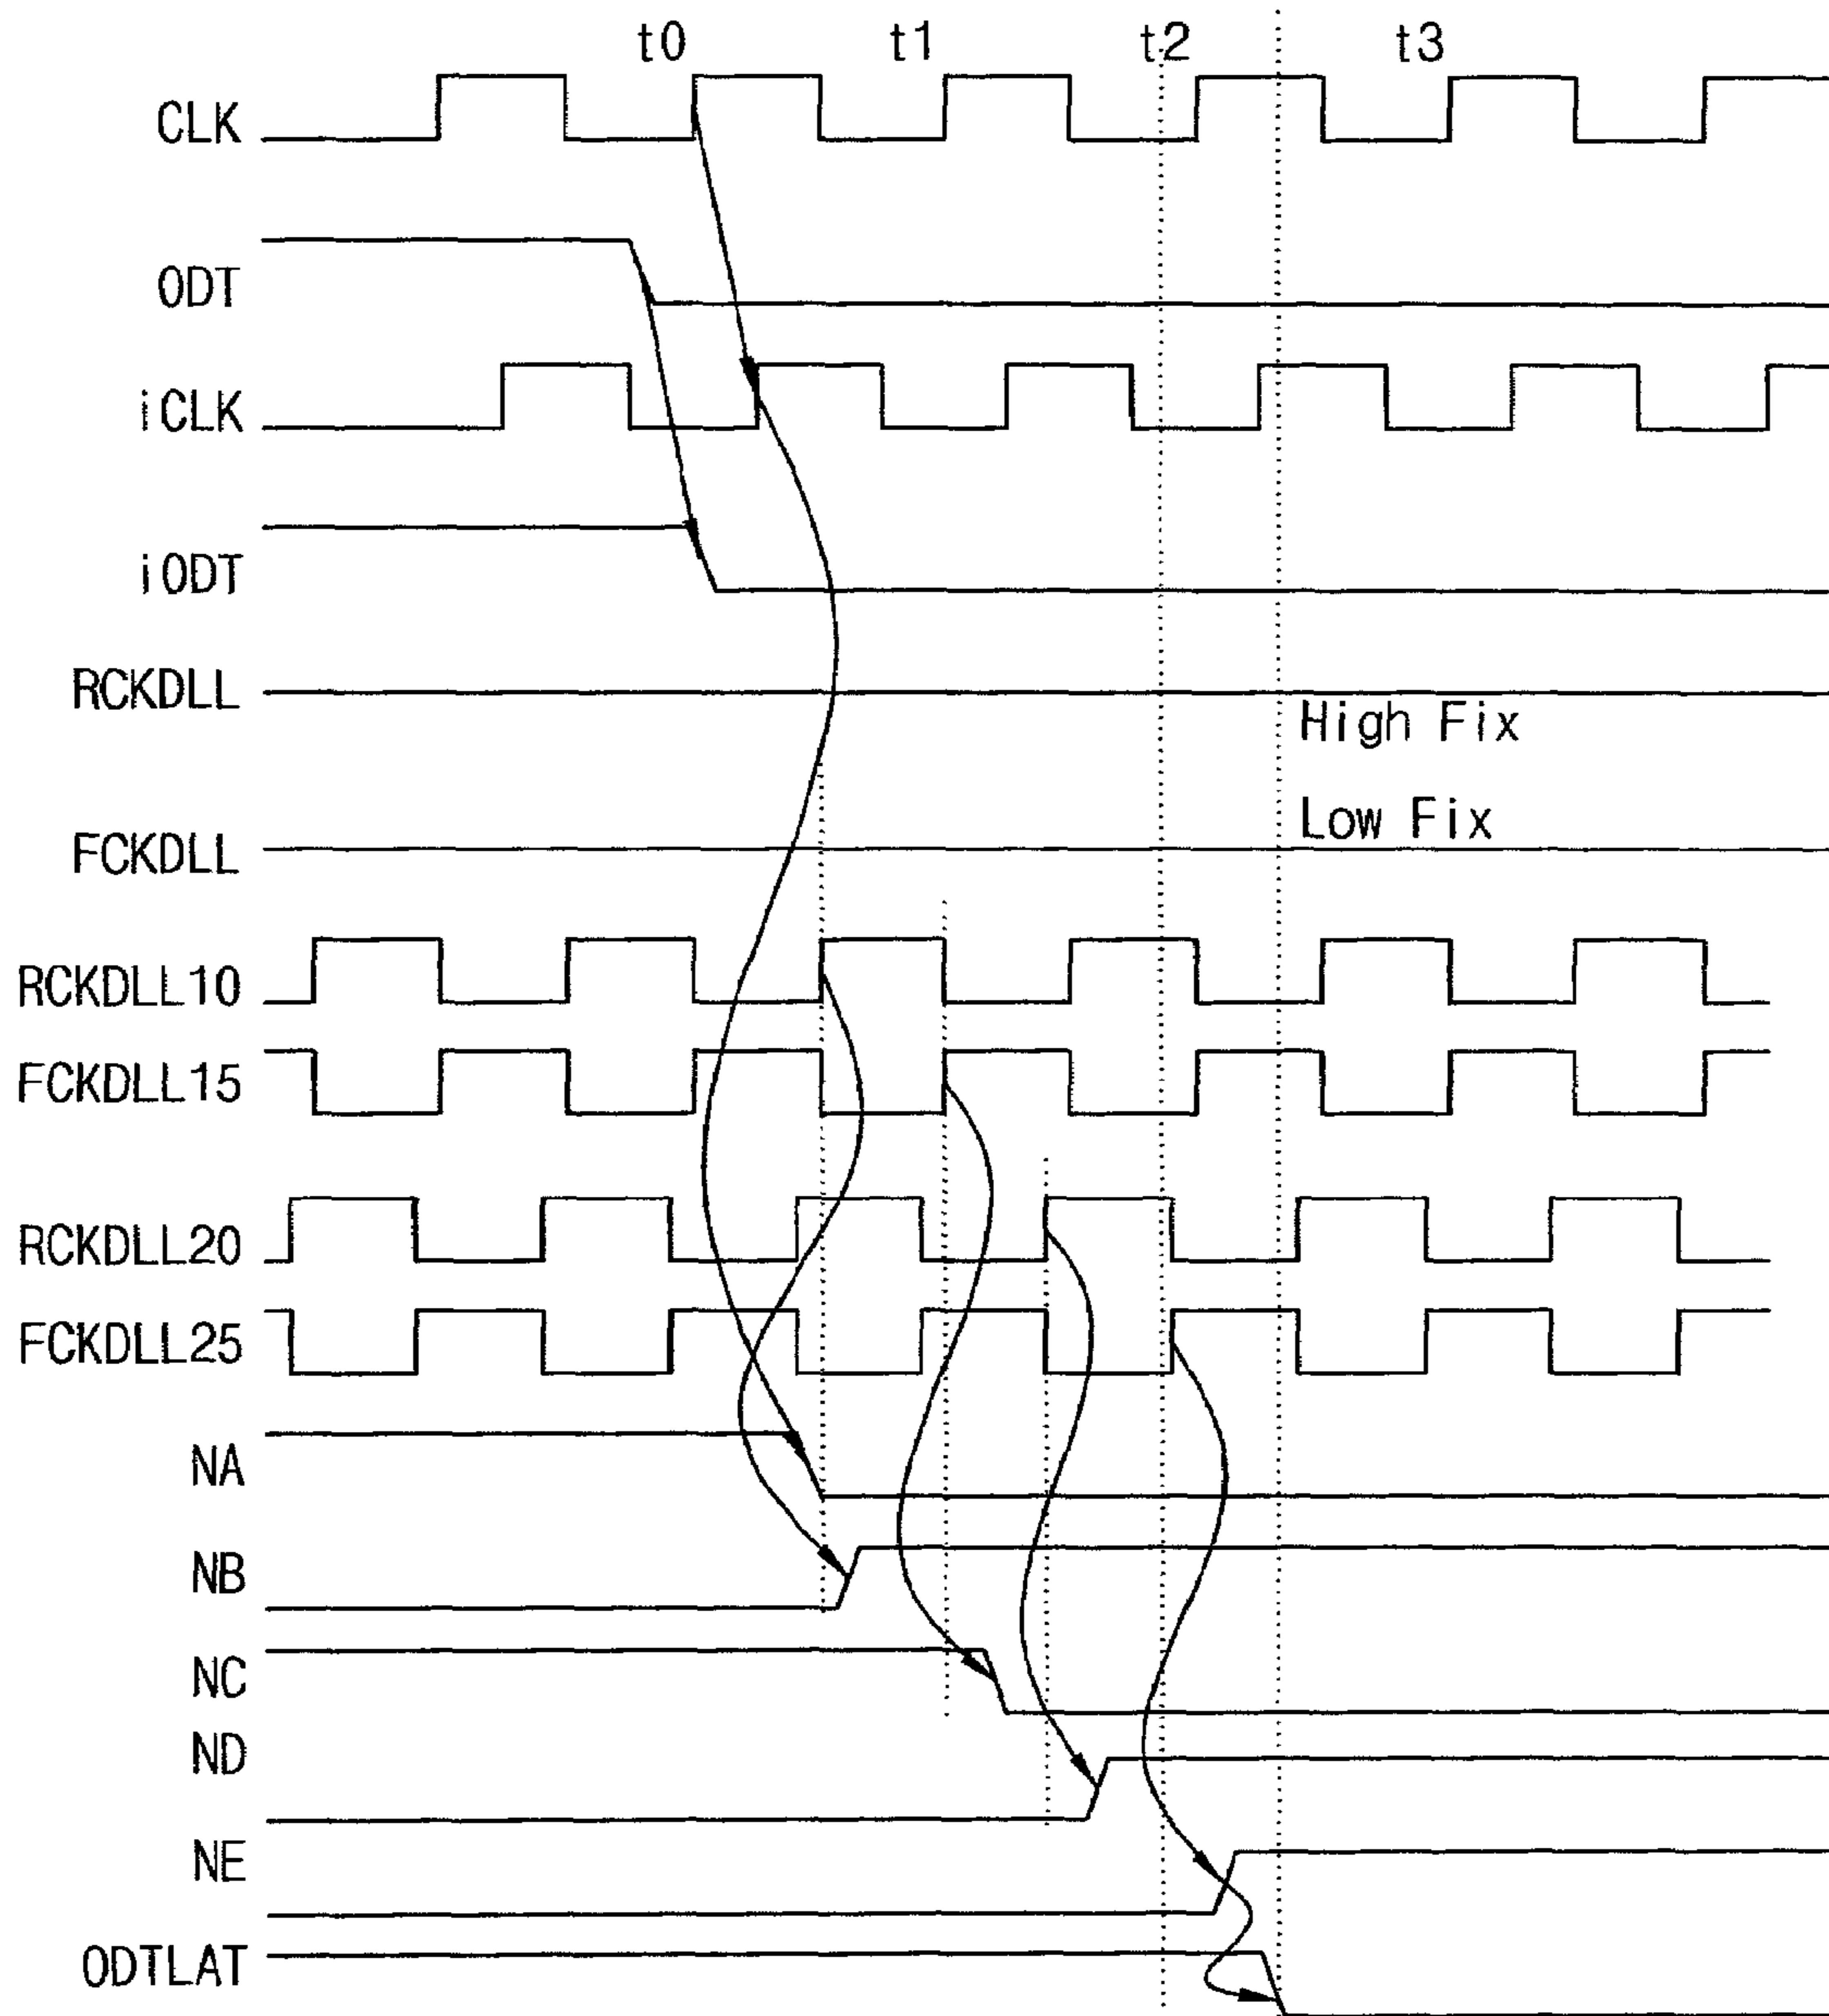 t0 t1 t2 t3
CLK
ODT
iCLK
iODT
RCKDLL
High Fix
Low Fix
FCKDLL
RCKDLL10
FCKDLL15
RCKDLL20
FCKDLL25
NA
NB
NC
ND
NE
ODTLAT